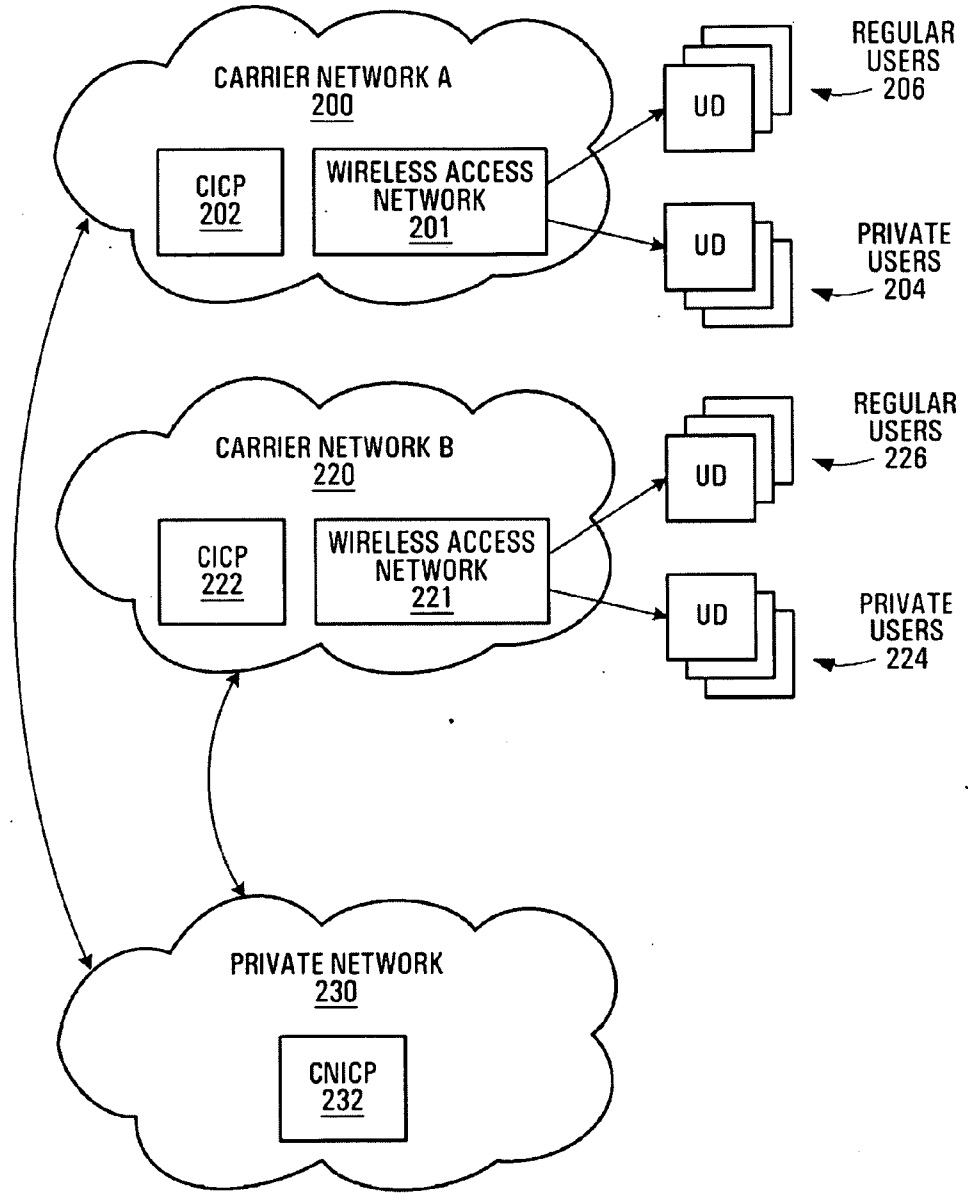 CARRIER NETWORK A
200
CICP
202
WIRELESS ACCESS
NETWORK
201
UD
REGULAR
USERS
206
UD
PRIVATE
USERS
204
CARRIER NETWORK B
220
CICP
222
WIRELESS ACCESS
NETWORK
221
UD
REGULAR
USERS
226
UD
PRIVATE
USERS
224
PRIVATE NETWORK
230
CNICP
232